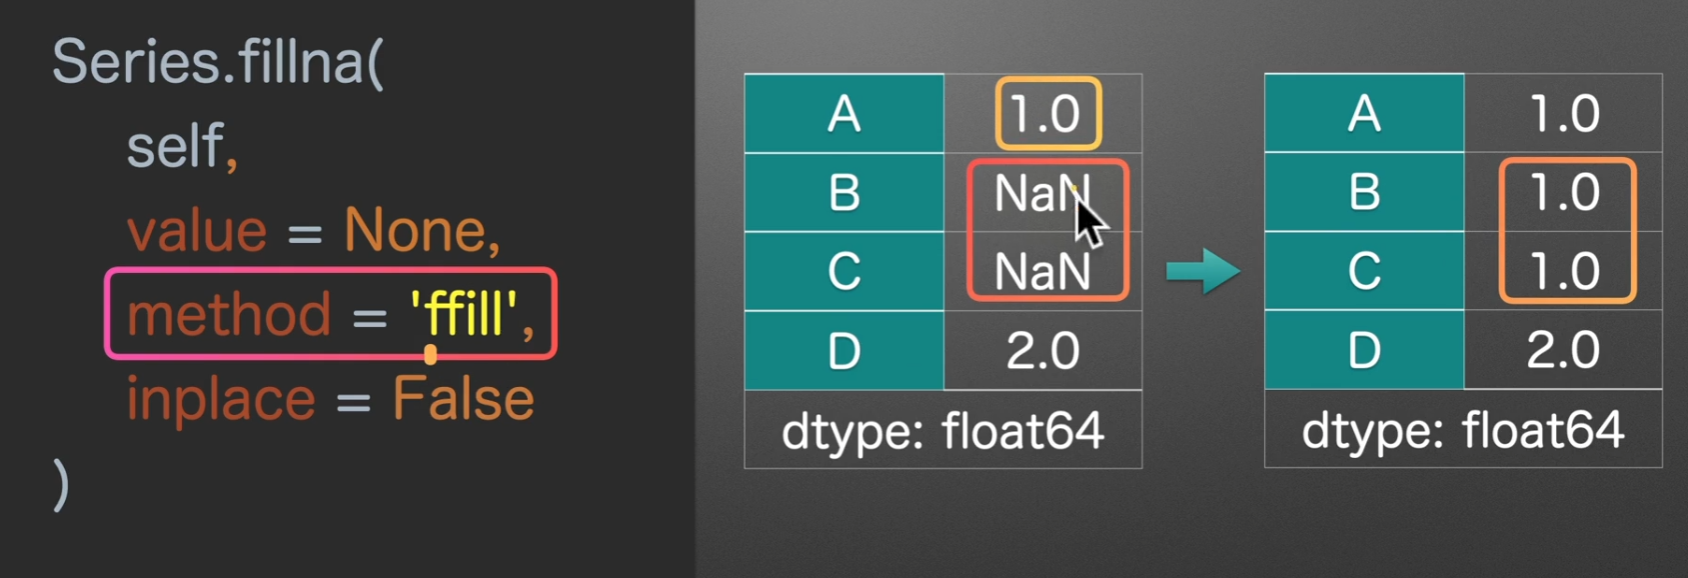 Series.fillna(
self,
value = None,
method = 'ffill',
inplace = False
)
A 1.0
B NaN
C NaN
D 2.0
dtype: float64
A 1.0
B 1.0
C 1.0
D 2.0
dtype: float64